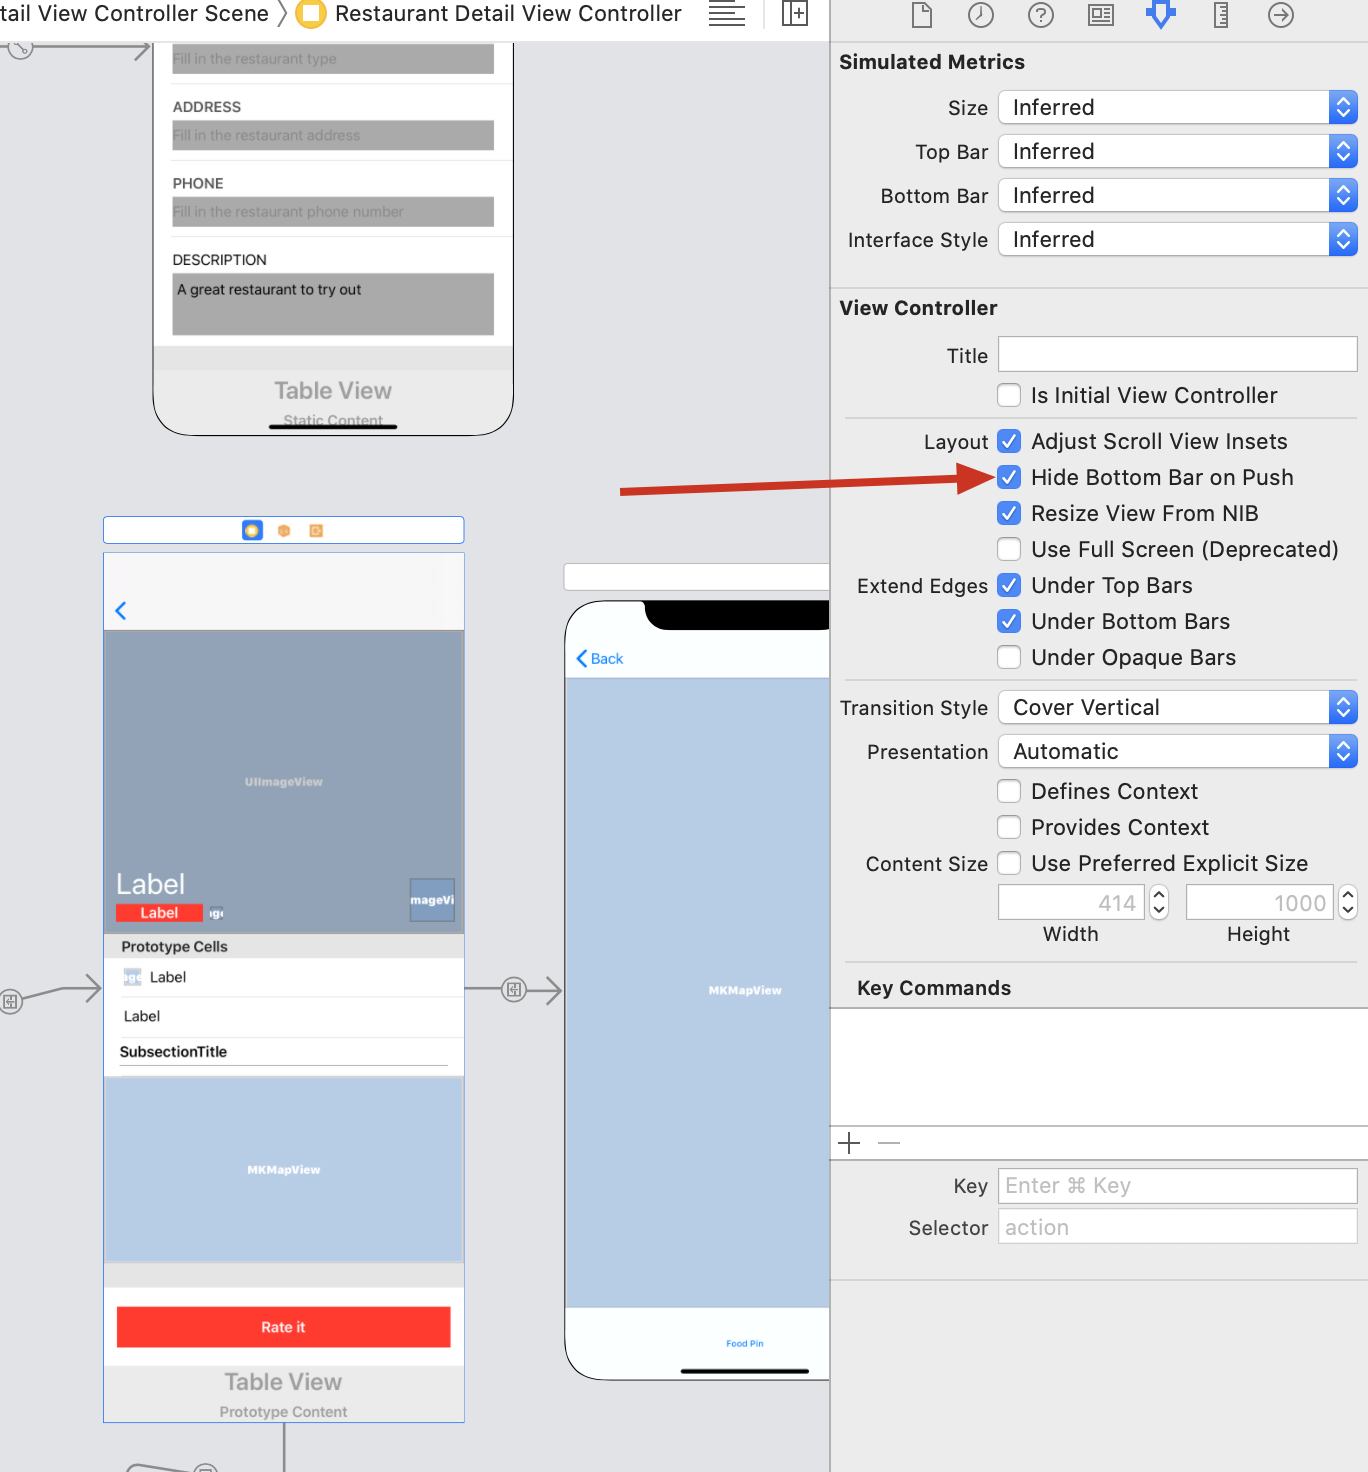 tail View Controller Scene
Restaurant Detail View Controller
Fill in the restaurant type
ADDRESS
Fill in the restaurant address
PHONE
Fill in the restaurant phone number
DESCRIPTION
A great restaurant to try out
Table View
Static Content
UIImageView
Label
Label
age
mageVi
Prototype Cells
age
Label
Label
SubsectionTitle
MKMapView
Rate it
Table View
Prototype Content
Back
MKMapView
Food Pin
Simulated Metrics
Size Inferred
Top Bar Inferred
Bottom Bar Inferred
Interface Style Inferred
View Controller
Title
Is Initial View Controller
Layout Adjust Scroll View Insets
Hide Bottom Bar on Push
Resize View From NIB
Use Full Screen (Deprecated)
Extend Edges Under Top Bars
Under Bottom Bars
Under Opaque Bars
Transition Style Cover Vertical
Presentation Automatic
Defines Context
Provides Context
Content Size Use Preferred Explicit Size
414 1000
Width Height
Key Commands
Key Enter ⌘ Key
Selector action